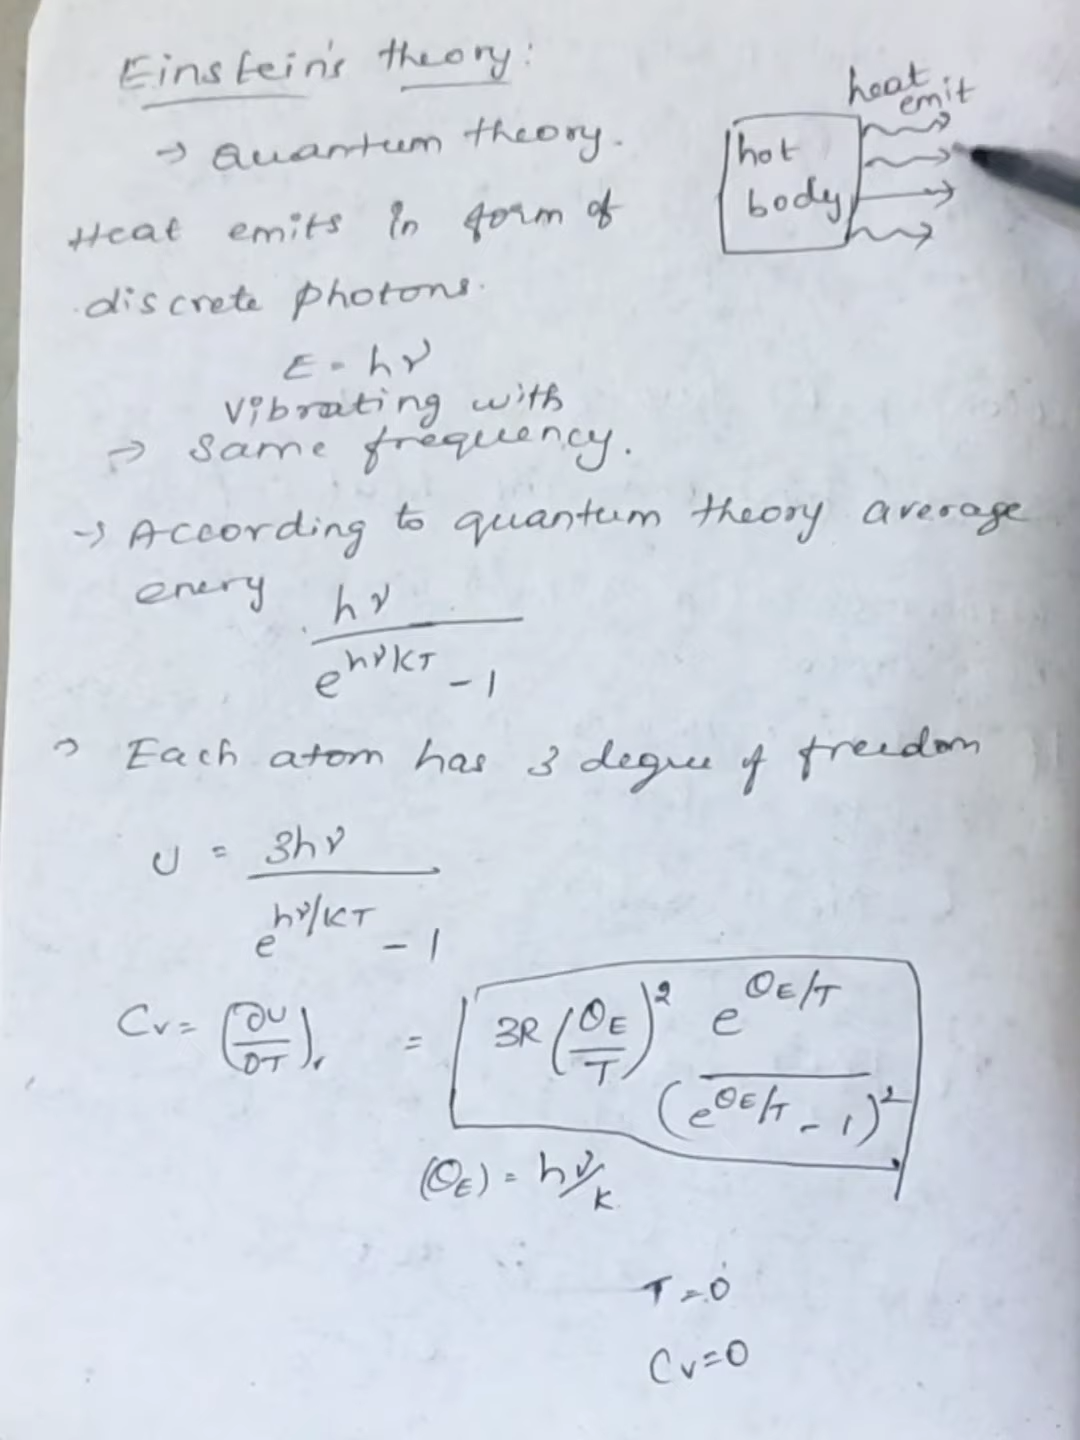 Einstein's theory:
→ Quantum theory.
heat
emit
hot
body
Heat emits in form of
discrete photons.
E = hν
Vibrating with
→ Same frequency.
→ According to quantum theory average
enery
hν
e^hνKT - 1
→ Each atom has 3 degree of freedom
U = 3hν
e^hν/KT - 1
Cv = (∂U/∂T)v = 3R (ΘE/T)^2 e^ΘE/T
(e^ΘE/T - 1)^2
(ΘE) = hν/K
T = 0
Cv = 0